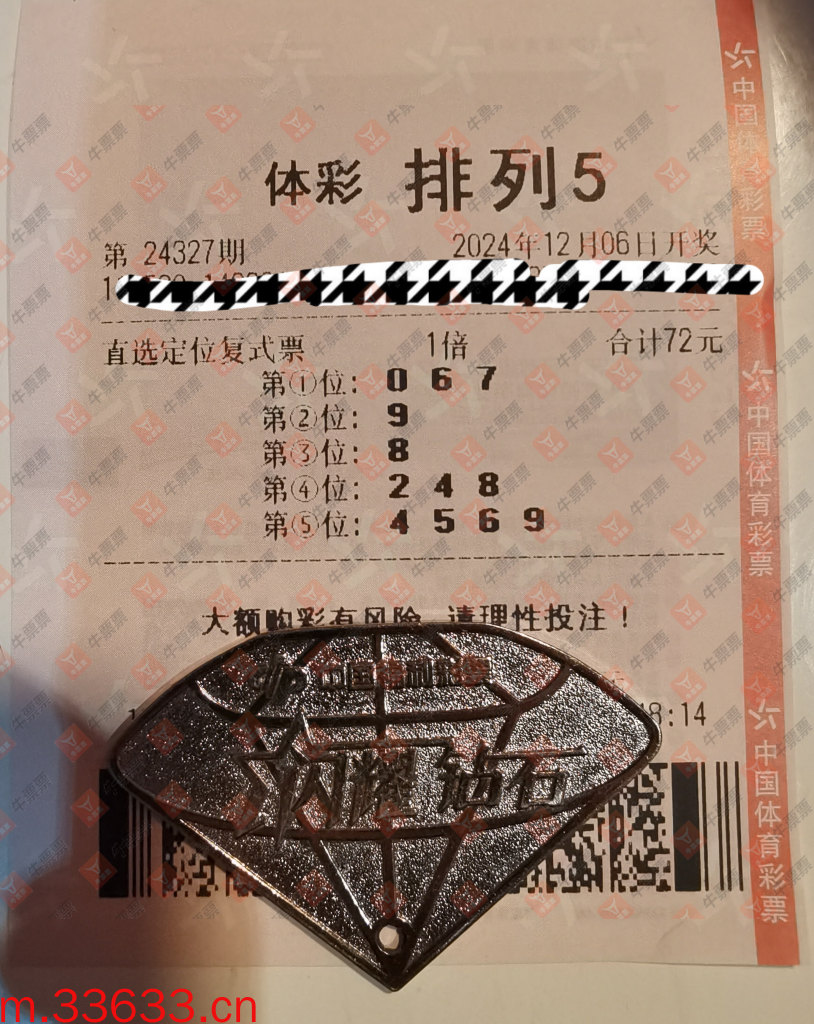 体彩 排列5
第 24327期 2024年12月06日开奖
直选定位复式票 1倍 合计72元
第①位: 0 6 7
第②位: 9
第③位: 8
第④位: 2 4 8
第⑤位: 4 5 6 9
大额购彩有风险,请理性投注!
中国福利彩票
闪耀钻石
8:14
中国体育彩票
中国体育彩票
中国体育彩票
牛票票
m.33633.cn